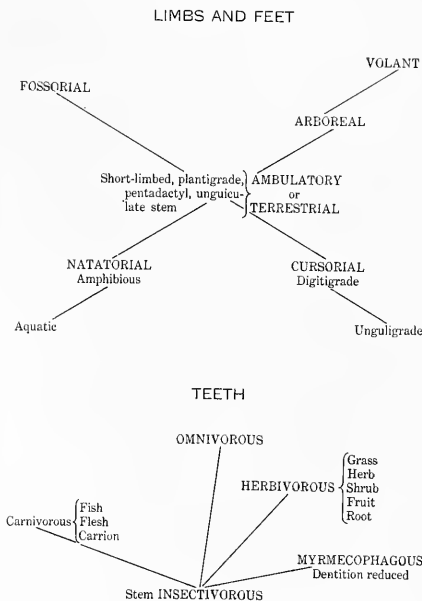 LIMBS AND FEET
VOLANT
FOSSORIAL
ARBOREAL
Short-limbed, plantigrade,
pentadactyl, unguicu-
late stem
AMBULATORY
or
TERRESTRIAL
NATATORIAL
Amphibious
CURSORIAL
Digitigrade
Aquatic
Unguligrade
TEETH
OMNIVOROUS
HERBIVOROUS
Grass
Herb
Shrub
Fruit
Root
Carnivorous
Fish
Flesh
Carrion
MYRMECOPHAGOUS
Dentition reduced
Stem INSECTIVOROUS